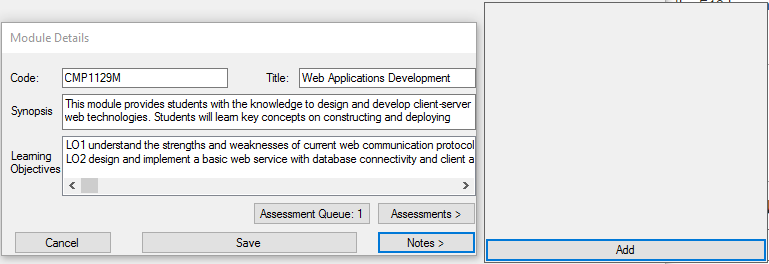 Module Details
Code: CMP1129M Title: Web Applications Development
Synopsis
This module provides students with the knowledge to design and develop client-server
web technologies. Students will learn key concepts on constructing and deploying
Learning
Objectives
LO1 understand the strengths and weaknesses of current web communication protocol
LO2 design and implement a basic web service with database connectivity and client a
< >
Assessment Queue: 1 Assessments >
Cancel Save Notes >
Add